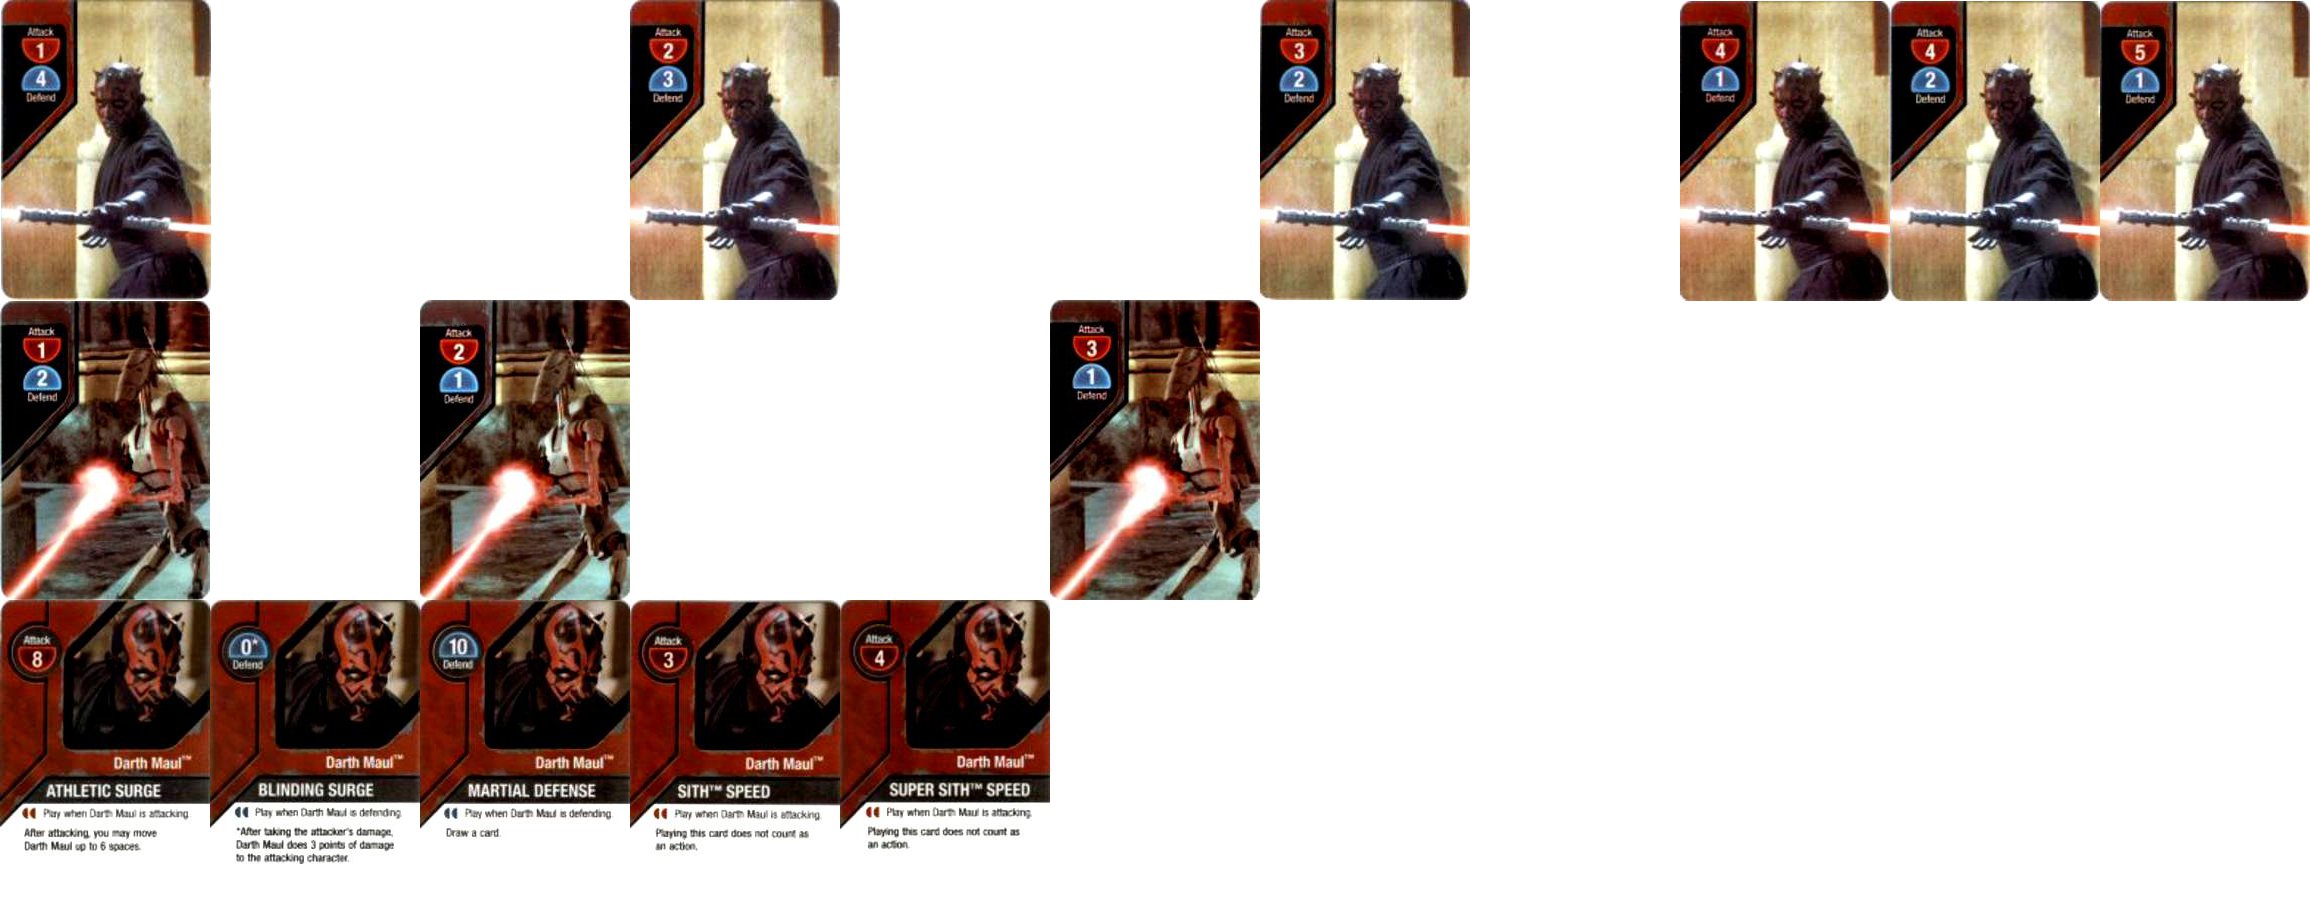 Attack
1
4
Defend
Attack
2
3
Defend
Attack
3
2
Defend
Attack
4
1
Defend
Attack
4
2
Defend
Attack
5
1
Defend
Attack
1
2
Defend
Attack
2
1
Defend
Attack
3
1
Defend
Attack
8
Darth Maul™
ATHLETIC SURGE
Play when Darth Maul is attacking.
After attacking, you may move
Darth Maul up to 6 spaces.
0*
Defend
Darth Maul™
BLINDING SURGE
Play when Darth Maul is defending.
*After taking the attacker's damage,
Darth Maul does 3 points of damage
to the attacking character.
10
Defend
Darth Maul™
MARTIAL DEFENSE
Play when Darth Maul is defending.
Draw a card.
Attack
3
Darth Maul™
SITH™ SPEED
Play when Darth Maul is attacking.
Playing this card does not count as
an action.
Attack
4
Darth Maul™
SUPER SITH™ SPEED
Play when Darth Maul is attacking.
Playing this card does not count as
an action.